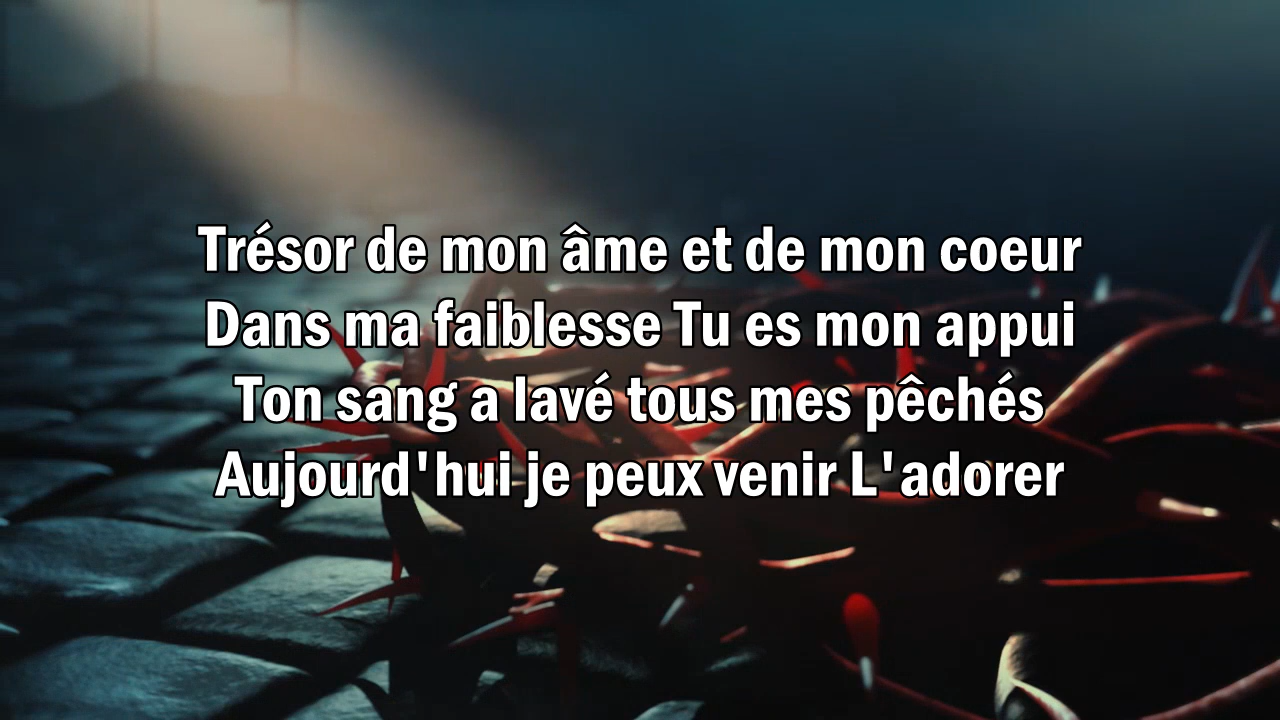 Trésor de mon âme et de mon coeur
Dans ma faiblesse Tu es mon appui
Ton sang a lavé tous mes pêchés
Aujourd'hui je peux venir L'adorer